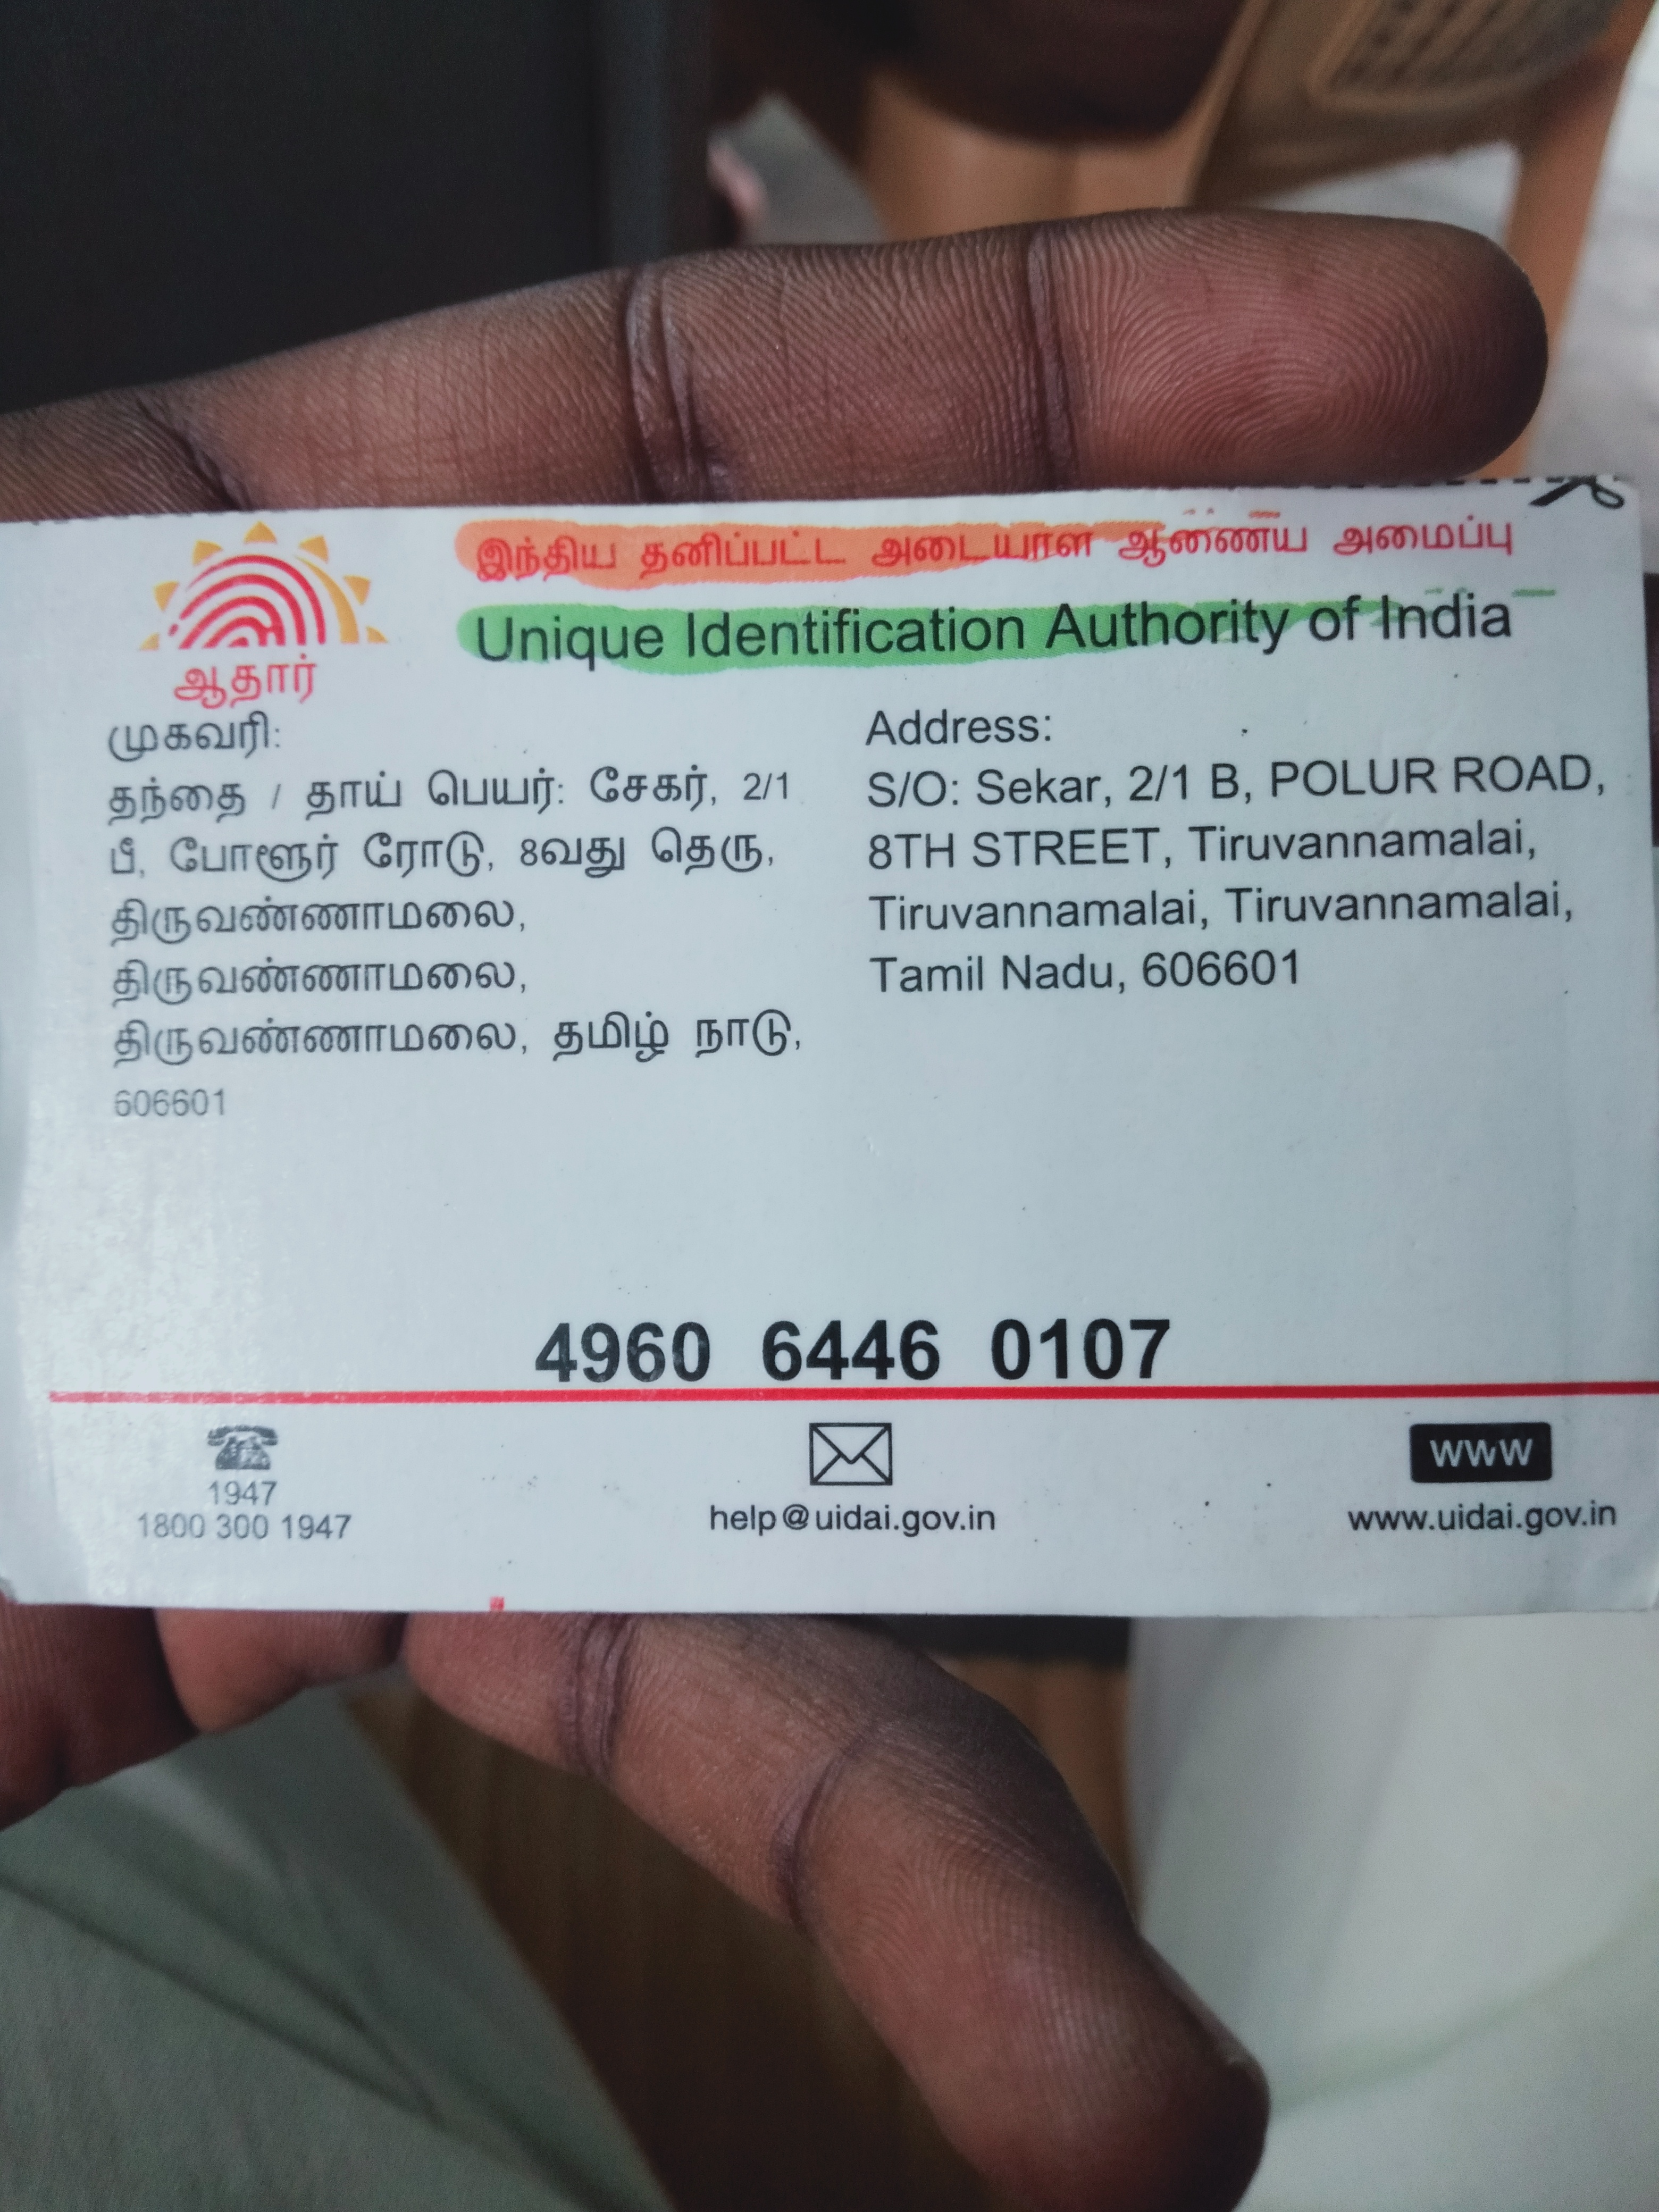 இந்திய தனிப்பட்ட அடையாள ஆணைய அமைப்பு
Unique Identification Authority of India
ஆதார்
முகவரி:
தந்தை / தாய் பெயர்: சேகர், 2/1
பீ, போளூர் ரோடு, 8வது தெரு,
திருவண்ணாமலை,
திருவண்ணாமலை,
திருவண்ணாமலை, தமிழ் நாடு,
606601
Address:
S/O: Sekar, 2/1 B, POLUR ROAD,
8TH STREET, Tiruvannamalai,
Tiruvannamalai, Tiruvannamalai,
Tamil Nadu, 606601
4960 6446 0107
1947
1800 300 1947
help@uidai.gov.in
www
www.uidai.gov.in